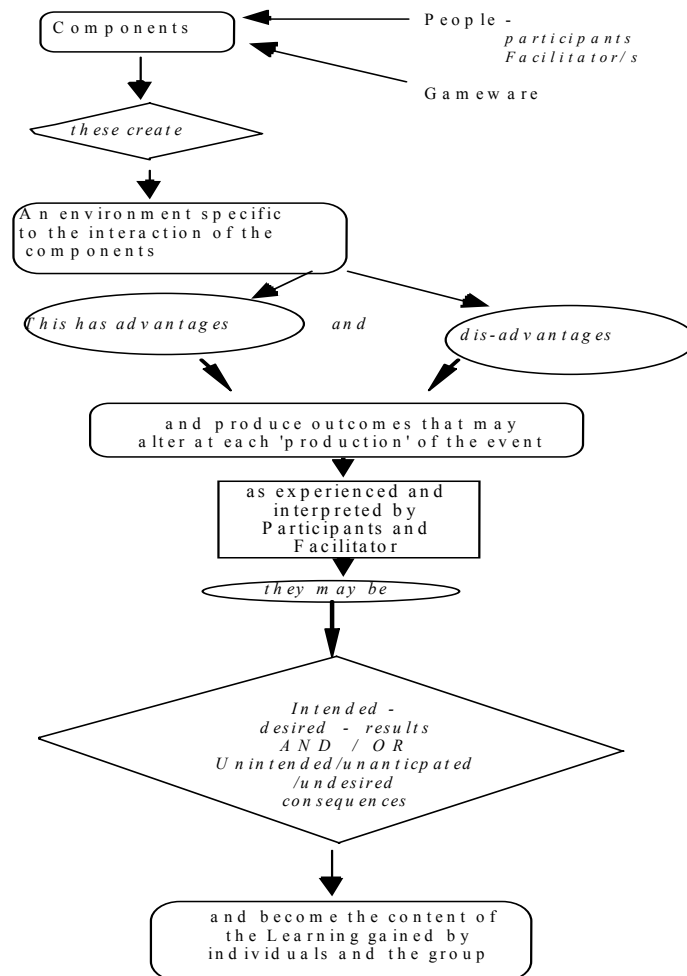 Components
People -
participants
Facilitator/s
Gameware
these create
An environment specific
to the interaction of the
components
This has advantages
and
dis-advantages
and produce outcomes that may
alter at each 'production' of the event
as experienced and
interpreted by
Participants and
Facilitator
they may be
Intended -
desired - results
AND / OR
Unintended/unanticpated
/undesired
consequences
and become the content of
the Learning gained by
individuals and the group